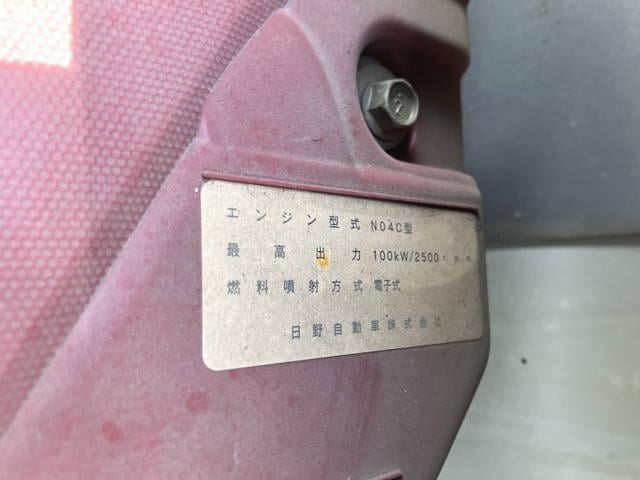 エンジン型式 N04C型
最高出力 100kW/2500r.p.m
燃料噴射方式 電子式
日野自動車株式会社